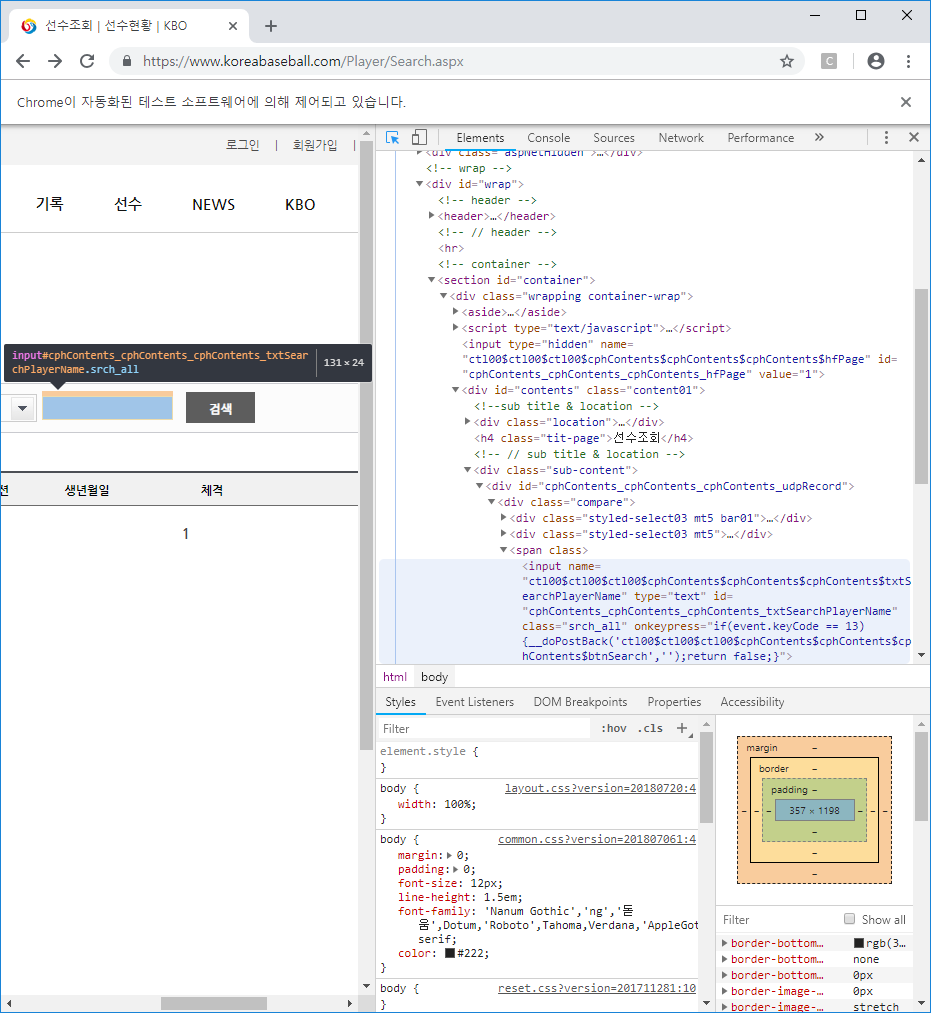 선수조회 | 선수현황 | KBO
https://www.koreabaseball.com/Player/Search.aspx
C
Chrome이 자동화된 테스트 소프트웨어에 의해 제어되고 있습니다.
로그인 | 회원가입 |
기록 선수 NEWS KBO
input#cphContents_cphContents_cphContents_txtSear
chPlayerName.srch_all
131 × 24
검색
션 생년월일 체격
1
Elements Console Sources Network Performance »
<div class="aspNetHidden">…</div>
<!-- wrap -->
<div id="wrap">
<!-- header -->
<header>…</header>
<!-- // header -->
<hr>
<!-- container -->
<section id="container">
<div class="wrapping container-wrap">
<aside>…</aside>
<script type="text/javascript">…</script>
<input type="hidden" name=
"ctl00$ctl00$ctl00$cphContents$cphContents$cphContents$hfPage" id=
"cphContents_cphContents_cphContents_hfPage" value="1">
<div id="contents" class="content01">
<!--sub title & location -->
<div class="location">…</div>
<h4 class="tit-page">선수조회</h4>
<!-- // sub title & location -->
<div class="sub-content">
<div id="cphContents_cphContents_cphContents_udpRecord">
<div class="compare">
<div class="styled-select03 mt5 bar01">…</div>
<div class="styled-select03 mt5">…</div>
<span class>
<input name=
"ctl00$ctl00$ctl00$cphContents$cphContents$cphContents$txtS
earchPlayerName" type="text" id=
"cphContents_cphContents_cphContents_txtSearchPlayerName"
class="srch_all" onkeypress="if(event.keyCode == 13)
{__doPostBack('ctl00$ctl00$ctl00$cphContents$cphContents$cp
hContents$btnSearch','');return false;}">
html body
Styles Event Listeners DOM Breakpoints Properties Accessibility
Filter :hov .cls +
element.style {
}
body { layout.css?version=20180720:4
width: 100%;
}
body { common.css?version=201807061:4
margin: 0;
padding: 0;
font-size: 12px;
line-height: 1.5em;
font-family: 'Nanum Gothic','ng','돋
움',Dotum,'Roboto',Tahoma,Verdana,'AppleGot
serif;
color: #222;
}
body { reset.css?version=201711281:10
}
margin –
border –
padding –
– – – 357 × 1198 – – –
–
–
–
Filter Show all
border-bottom… rgb(3…
border-bottom… none
border-bottom… 0px
border-image-… 0px
border-image-… stretch